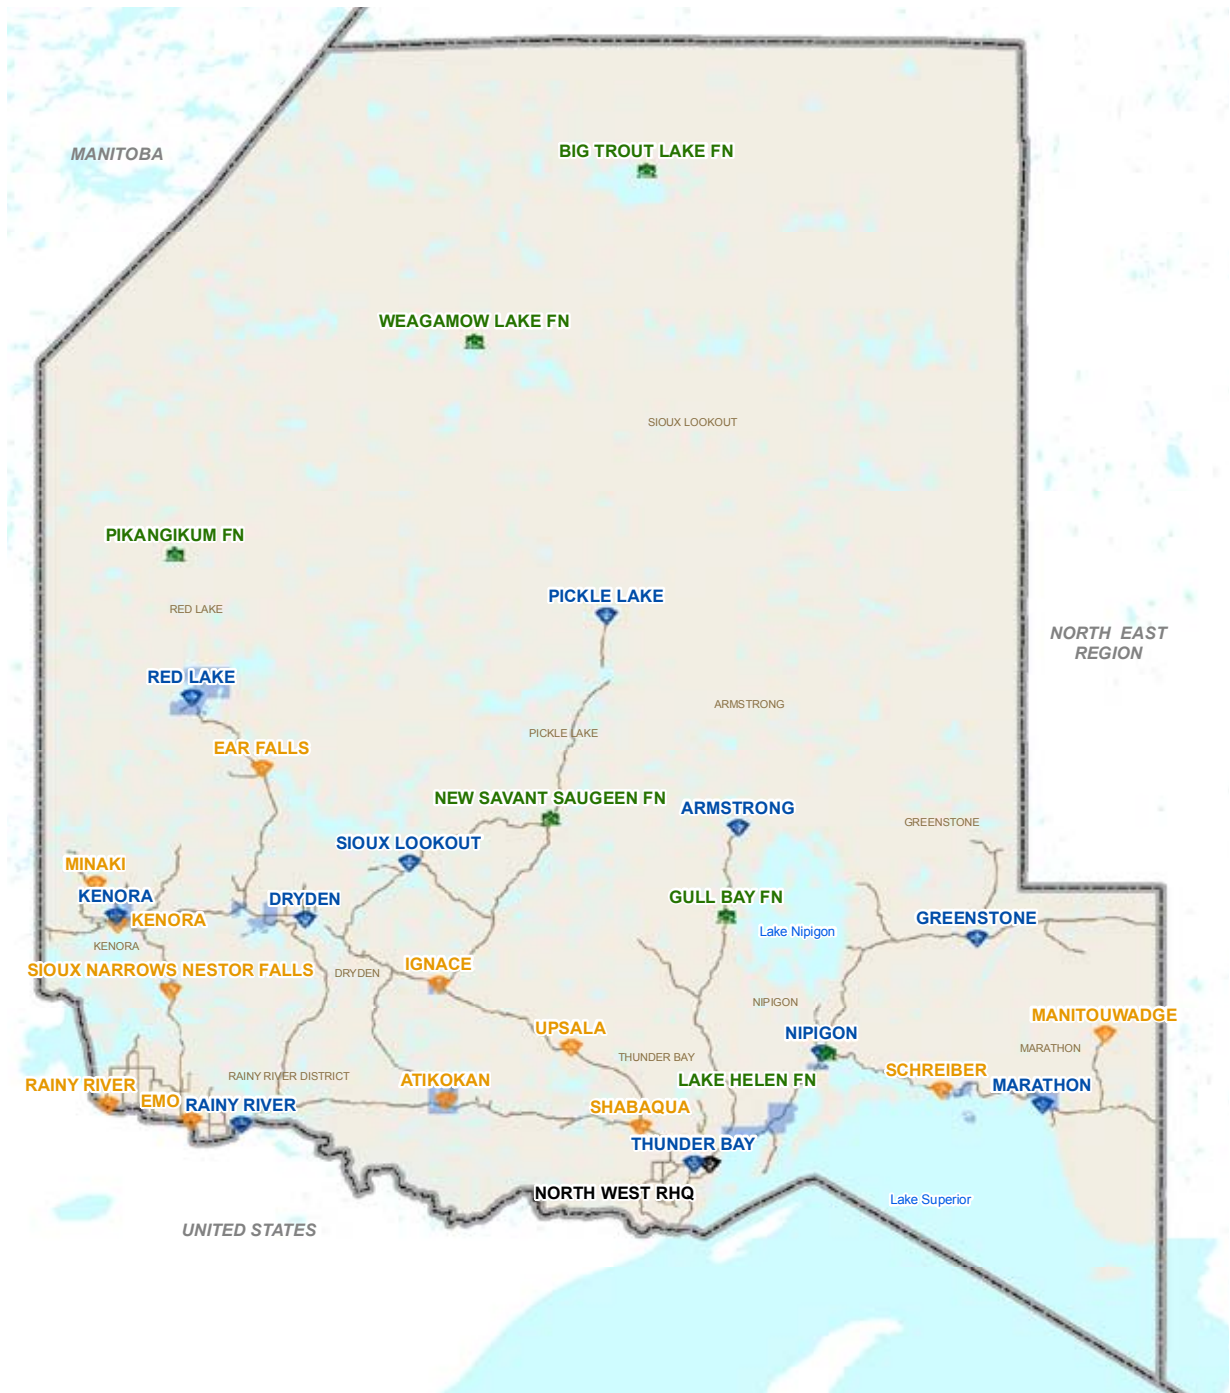 BIG TROUT LAKE FN
MANITOBA
WEAGAMOW LAKE FN
SIOUX LOOKOUT
PIKANGIKUM FN
PICKLE LAKE
RED LAKE
NORTH EAST
REGION
RED LAKE
ARMSTRONG
PICKLE LAKE
EAR FALLS
NEW SAVANT SAUGEEN FN
ARMSTRONG
GREENSTONE
SIOUX LOOKOUT
MINAKI
KENORA
DRYDEN
GULL BAY FN
KENORA
GREENSTONE
Lake Nipigon
KENORA
IGNACE
SIOUX NARROWS NESTOR FALLS
DRYDEN
NIPIGON
MANITOUWADGE
UPSALA
NIPIGON
MARATHON
THUNDER BAY
SCHREIBER
RAINY RIVER DISTRICT
ATIKOKAN
LAKE HELEN FN
RAINY RIVER
MARATHON
EMO
RAINY RIVER
SHABAQUA
THUNDER BAY
NORTH WEST RHQ
Lake Superior
UNITED STATES